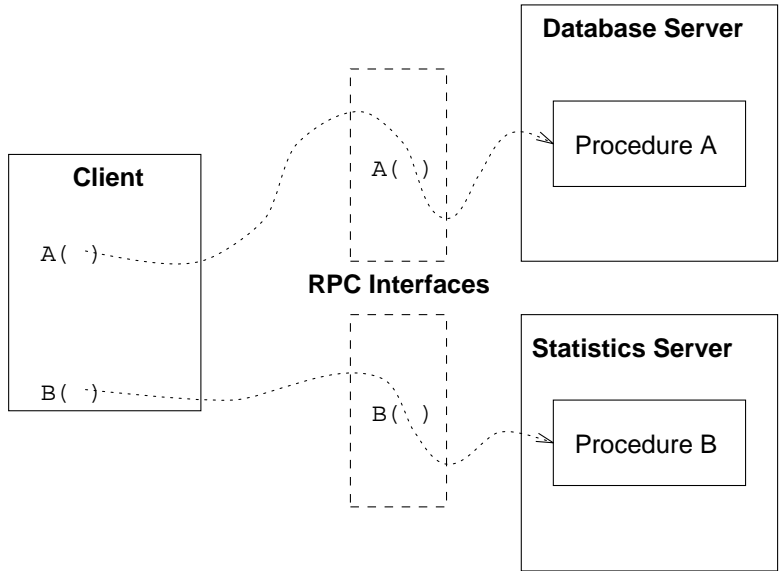 Database Server
Procedure A
Client
A( )
A( )
RPC Interfaces
Statistics Server
B( )
B( )
Procedure B